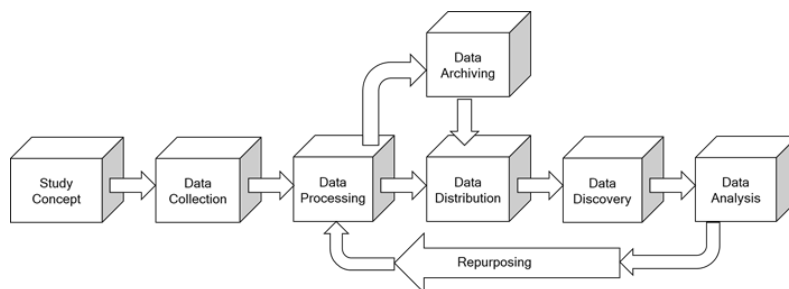 Data
Archiving
Study
Concept
Data
Collection
Data
Processing
Data
Distribution
Data
Discovery
Data
Analysis
Repurposing